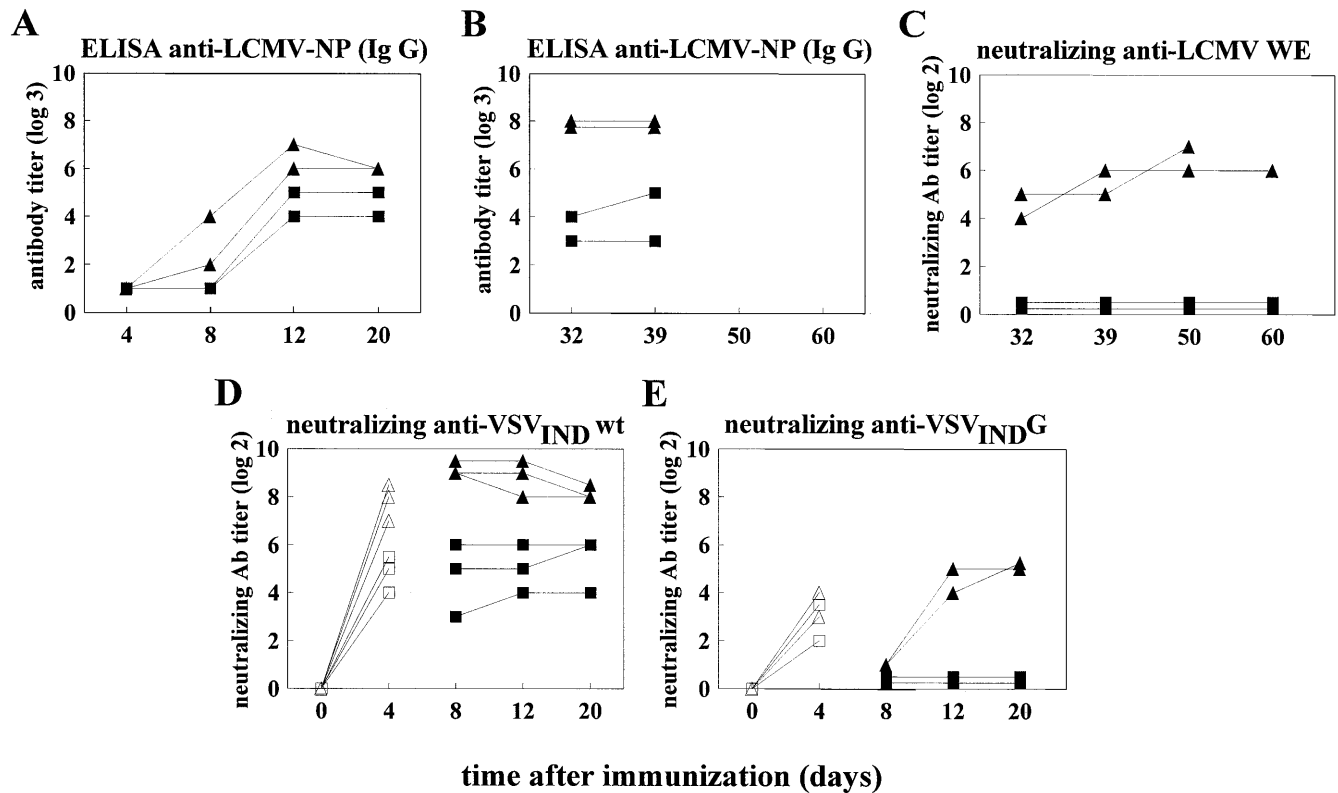 A
ELISA anti-LCMV-NP (Ig G)
antibody titer (log 3)
10
8
6
4
2
0
4 8 12 20
B
ELISA anti-LCMV-NP (Ig G)
antibody titer (log 3)
10
8
6
4
2
0
32 39 50 60
C
neutralizing anti-LCMV WE
neutralizing Ab titer (log 2)
10
8
6
4
2
0
32 39 50 60
D
neutralizing anti-VSVIND wt
neutralizing Ab titer (log 2)
10
8
6
4
2
0
0 4 8 12 20
E
neutralizing anti-VSVINDG
neutralizing Ab titer (log 2)
10
8
6
4
2
0
0 4 8 12 20
time after immunization (days)